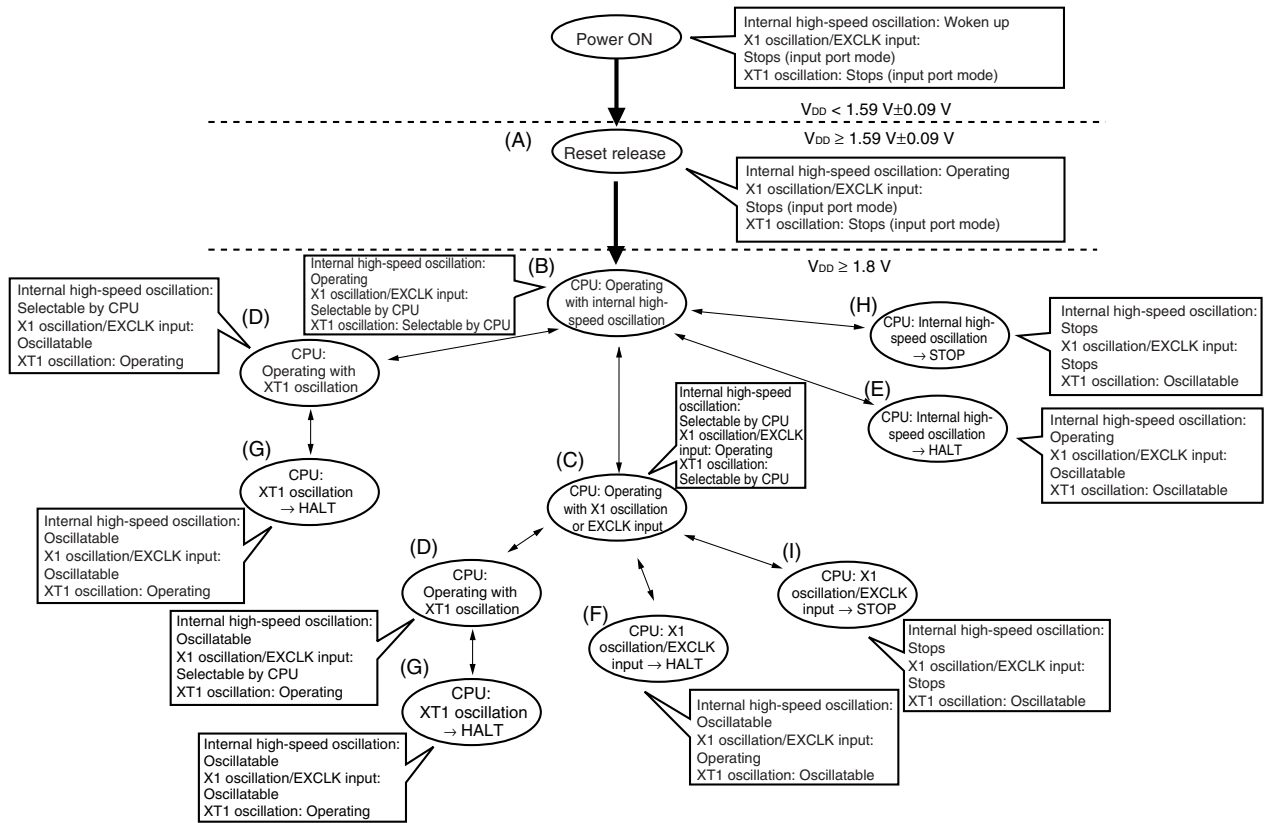 Power ON
Internal high-speed oscillation: Woken up
X1 oscillation/EXCLK input:
Stops (input port mode)
XT1 oscillation: Stops (input port mode)
VDD < 1.59 V±0.09 V
(A)
VDD ≥ 1.59 V±0.09 V
Reset release
Internal high-speed oscillation: Operating
X1 oscillation/EXCLK input:
Stops (input port mode)
XT1 oscillation: Stops (input port mode)
VDD ≥ 1.8 V
(B)
Internal high-speed oscillation:
Operating
X1 oscillation/EXCLK input:
Selectable by CPU
XT1 oscillation: Selectable by CPU
CPU: Operating
with internal high-
speed oscillation
Internal high-speed oscillation:
Selectable by CPU
X1 oscillation/EXCLK input:
Oscillatable
XT1 oscillation: Operating
(D)
CPU:
Operating with
XT1 oscillation
(H)
CPU: Internal high-
speed oscillation
→ STOP
Internal high-speed oscillation:
Stops
X1 oscillation/EXCLK input:
Stops
XT1 oscillation: Oscillatable
(E)
CPU: Internal high-
speed oscillation
→ HALT
Internal high-speed oscillation:
Operating
X1 oscillation/EXCLK input:
Oscillatable
XT1 oscillation: Oscillatable
Internal high-speed
oscillation:
Selectable by CPU
X1 oscillation/EXCLK
input: Operating
XT1 oscillation:
Selectable by CPU
(G)
CPU:
XT1 oscillation
→ HALT
Internal high-speed oscillation:
Oscillatable
X1 oscillation/EXCLK input:
Oscillatable
XT1 oscillation: Operating
(C)
CPU: Operating
with X1 oscillation
or EXCLK input
(D)
CPU:
Operating with
XT1 oscillation
Internal high-speed oscillation:
Oscillatable
X1 oscillation/EXCLK input:
Selectable by CPU
XT1 oscillation: Operating
(I)
CPU: X1
oscillation/EXCLK
input → STOP
Internal high-speed oscillation:
Stops
X1 oscillation/EXCLK input:
Stops
XT1 oscillation: Oscillatable
(F)
CPU: X1
oscillation/EXCLK
input → HALT
Internal high-speed oscillation:
Oscillatable
X1 oscillation/EXCLK input:
Operating
XT1 oscillation: Oscillatable
(G)
CPU:
XT1 oscillation
→ HALT
Internal high-speed oscillation:
Oscillatable
X1 oscillation/EXCLK input:
Oscillatable
XT1 oscillation: Operating